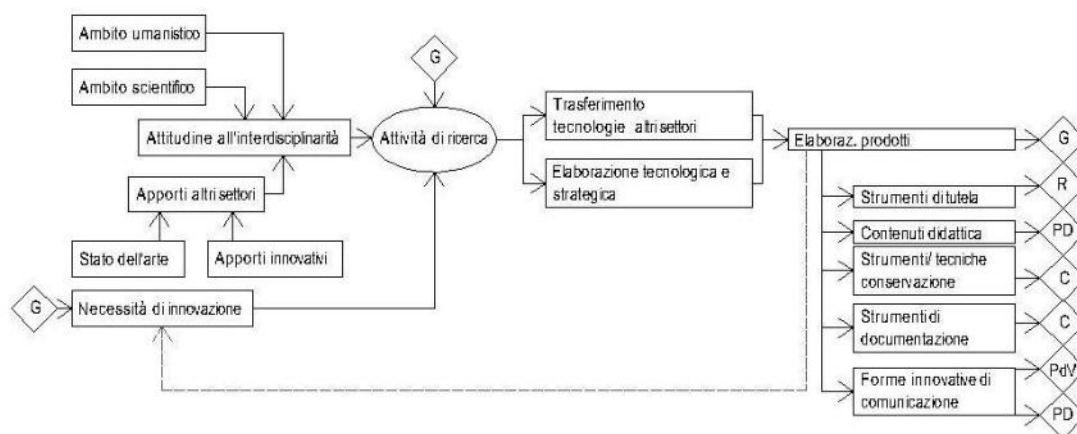 Ambito umanistico
Ambito scientifico
G
Attitudine all'interdisciplinarità
Attività di ricerca
Trasferimento
tecnologie altri settori
Elaboraz. prodotti
G
Elaborazione tecnologica e
strategica
Apporti altri settori
Stato dell'arte
Apporti innovativi
G
Necessità di innovazione
Strumenti di tutela
R
Contenuti didattica
PD
Strumenti/ tecniche
conservazione
C
Strumenti di
documentazione
C
Forme innovative di
comunicazione
PdV
PD